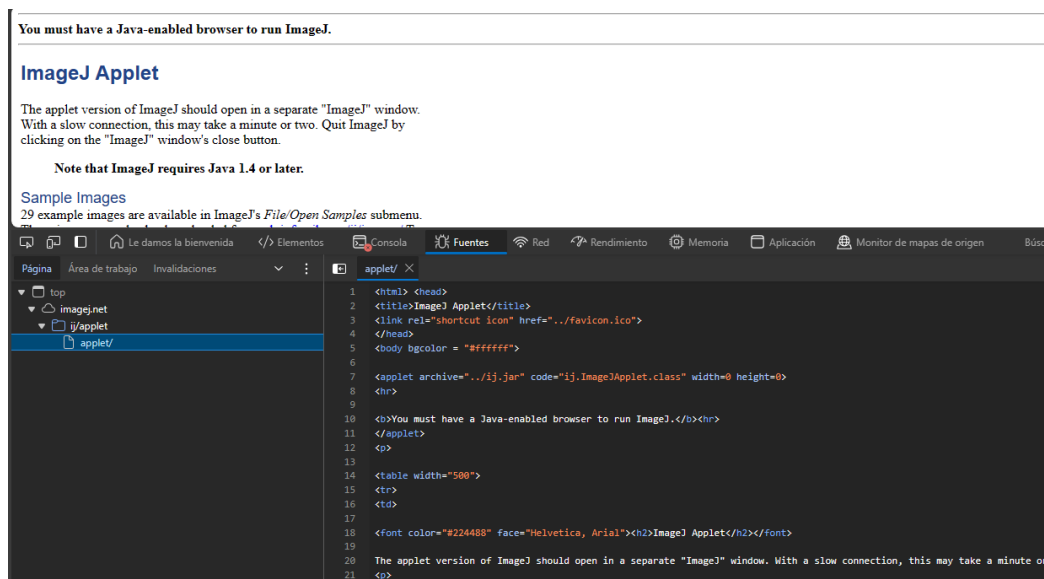 You must have a Java-enabled browser to run ImageJ.
ImageJ Applet
The applet version of ImageJ should open in a separate "ImageJ" window.
With a slow connection, this may take a minute or two. Quit ImageJ by
clicking on the "ImageJ" window's close button.
Note that ImageJ requires Java 1.4 or later.
Sample Images
29 example images are available in ImageJ's File/Open Samples submenu.
Le damos la bienvenida </> Elementos Consola Fuentes Red Rendimiento Memoria Aplicación Monitor de mapas de origen
Página Área de trabajo Invalidaciones
top
imagej.net
ij/applet
applet/
applet/
1 <html> <head>
2 <title>ImageJ Applet</title>
3 <link rel="shortcut icon" href="../favicon.ico">
4 </head>
5 <body bgcolor = "#ffffff">
6
7 <applet archive="../ij.jar" code="ij.ImageJApplet.class" width=0 height=0>
8 <hr>
9
10 <b>You must have a Java-enabled browser to run ImageJ.</b><hr>
11 </applet>
12 <p>
13
14 <table width="500">
15 <tr>
16 <td>
17
18 <font color="#224488" face="Helvetica, Arial"><h2>ImageJ Applet</h2></font>
19
20 The applet version of ImageJ should open in a separate "ImageJ" window. With a slow connection, this may take a minute
21 <p>